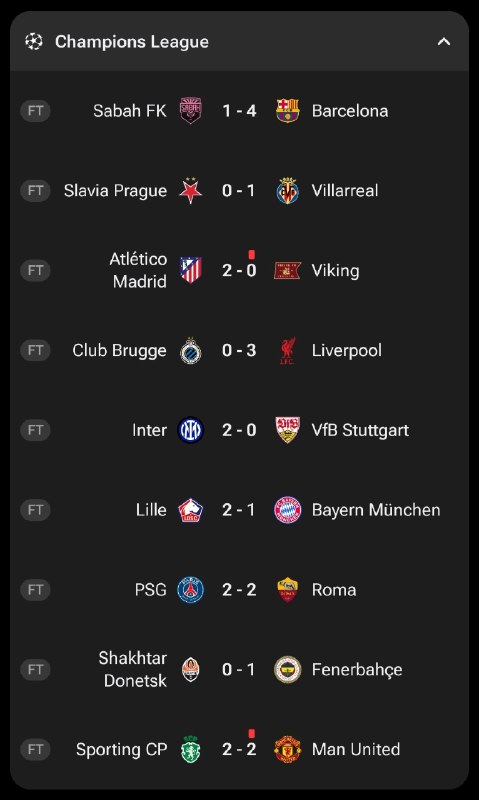 Champions League
FT Sabah FK 1 - 4 Barcelona
FT Slavia Prague 0 - 1 Villarreal
FT Atlético Madrid 2 - 0 Viking
FT Club Brugge 0 - 3 Liverpool
FT Inter 2 - 0 VfB Stuttgart
FT Lille 2 - 1 Bayern München
FT PSG 2 - 2 Roma
FT Shakhtar Donetsk 0 - 1 Fenerbahçe
FT Sporting CP 2 - 2 Man United